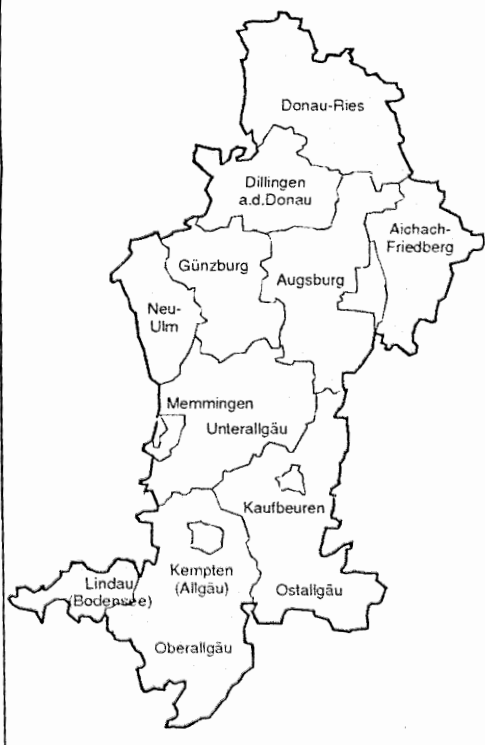 Donau-Ries
Dillingen
a.d.Donau
Aichach-
Friedberg
Günzburg
Augsburg
Neu-
Ulm
Memmingen
Unterallgäu
Kaufbeuren
Kempten
(Allgäu)
Lindau
(Bodensee)
Ostallgäu
Oberallgäu